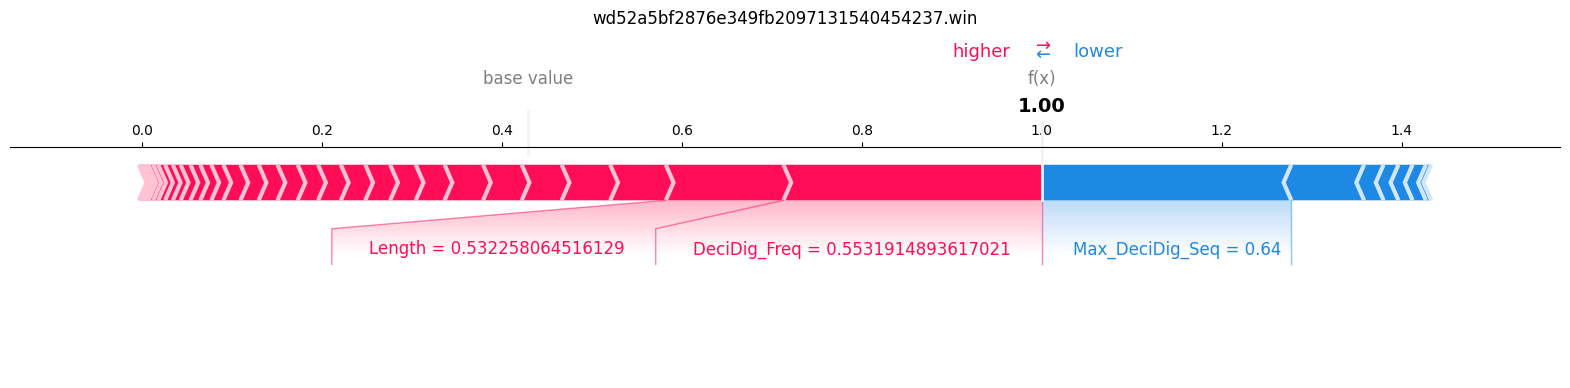 wd52a5bf2876e349fb2097131540454237.win
higher ⇄ lower
base value f(x)
1.00
0.0 0.2 0.4 0.6 0.8 1.0 1.2 1.4
Length = 0.532258064516129 DeciDig_Freq = 0.5531914893617021 Max_DeciDig_Seq = 0.64